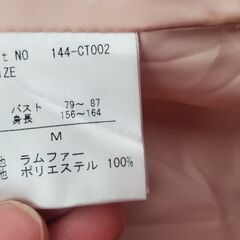 t NO 144-CT002
IZE
バスト 79～ 87
身長 156～164
M
地 ラムファー
地 ポリエステル 100%